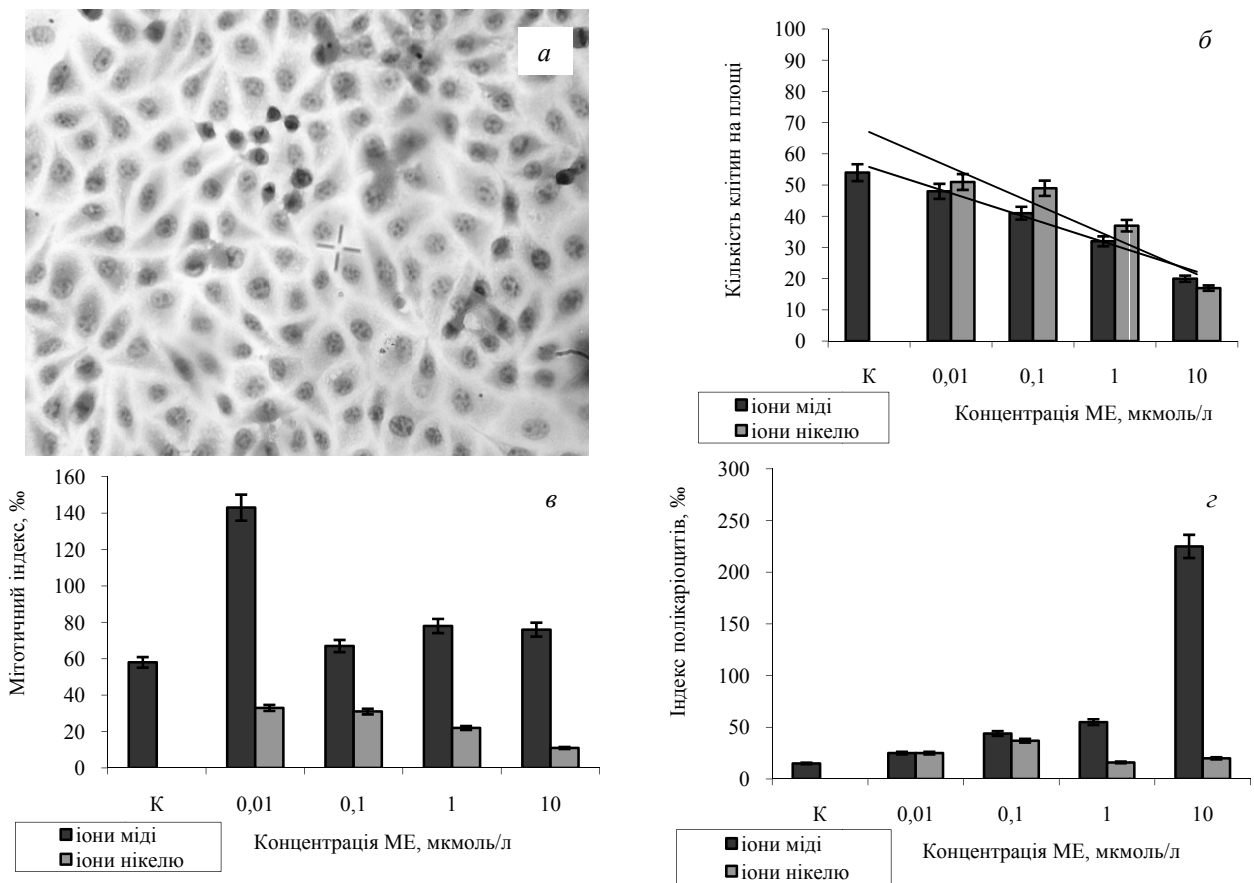 а
б
Кількість клітин на площі
100
90
80
70
60
50
40
30
20
10
0
К 0,01 0,1 1 10
Концентрація МЕ, мкмоль/л
іони міді
іони нікелю
в
Мітотичний індекс, ‰
160
140
120
100
80
60
40
20
0
К 0,01 0,1 1 10
Концентрація МЕ, мкмоль/л
іони міді
іони нікелю
г
Індекс полікаріоцитів, ‰
300
250
200
150
100
50
0
К 0,01 0,1 1 10
Концентрація МЕ, мкмоль/л
іони міді
іони нікелю